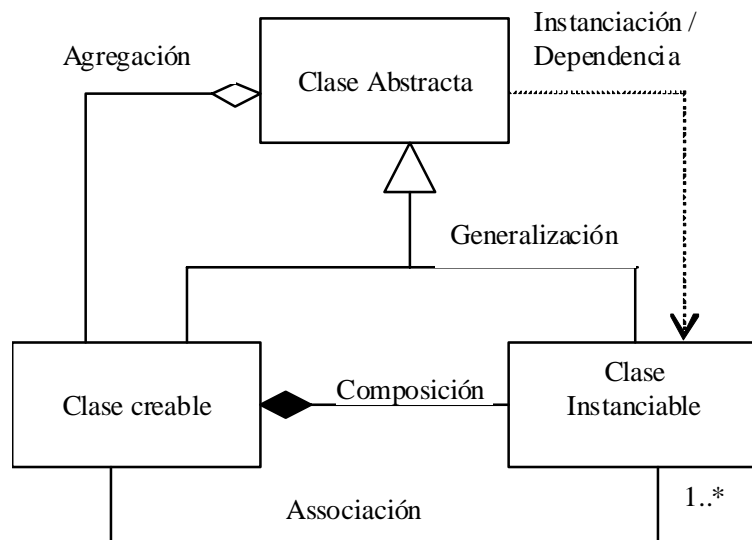 Agregación
Clase Abstracta
Instanciación /
Dependencia
Generalización
Clase creable
Composición
Clase
Instanciable
Associación
1..*